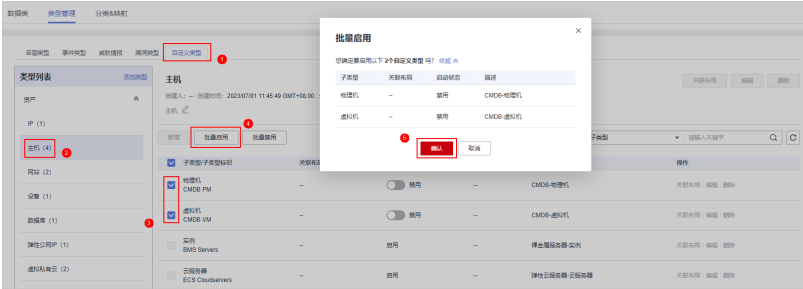 数据类 类型管理 分类&映射
告警类型 事件类型 威胁情报 漏洞类型 自定义类型
1
类型列表 添加类型
资产
IP (1)
主机 (4)
2
网站 (2)
设备 (1)
数据库 (1)
弹性公网IP (1)
虚拟私有云 (2)
主机
创建人: -- 创建时间: 2023/07/01 11:45:49 GMT+08:00
主机
关联布局 编辑 删除
4
新增 批量启用 批量禁用
子类型 请输入关键字
子类型/子类型标识 关联布局 操作
3
物理机
CMDB PM
-- 禁用 -- CMDB-物理机 关联布局 编辑 删除
虚拟机
CMDB VM
-- 禁用 -- CMDB-虚拟机 关联布局 编辑 删除
实例
BMS Servers
-- 启用 -- 裸金属服务器-实例 关联布局 编辑 删除
云服务器
ECS Cloudservers
-- 启用 -- 弹性云服务器-云服务器 关联布局 编辑 删除
批量启用
您确定要启用以下 2个自定义类型 吗? 收起
子类型 关联布局 启动状态 描述
物理机 -- 禁用 CMDB-物理机
虚拟机 -- 禁用 CMDB-虚拟机
5
确认 取消